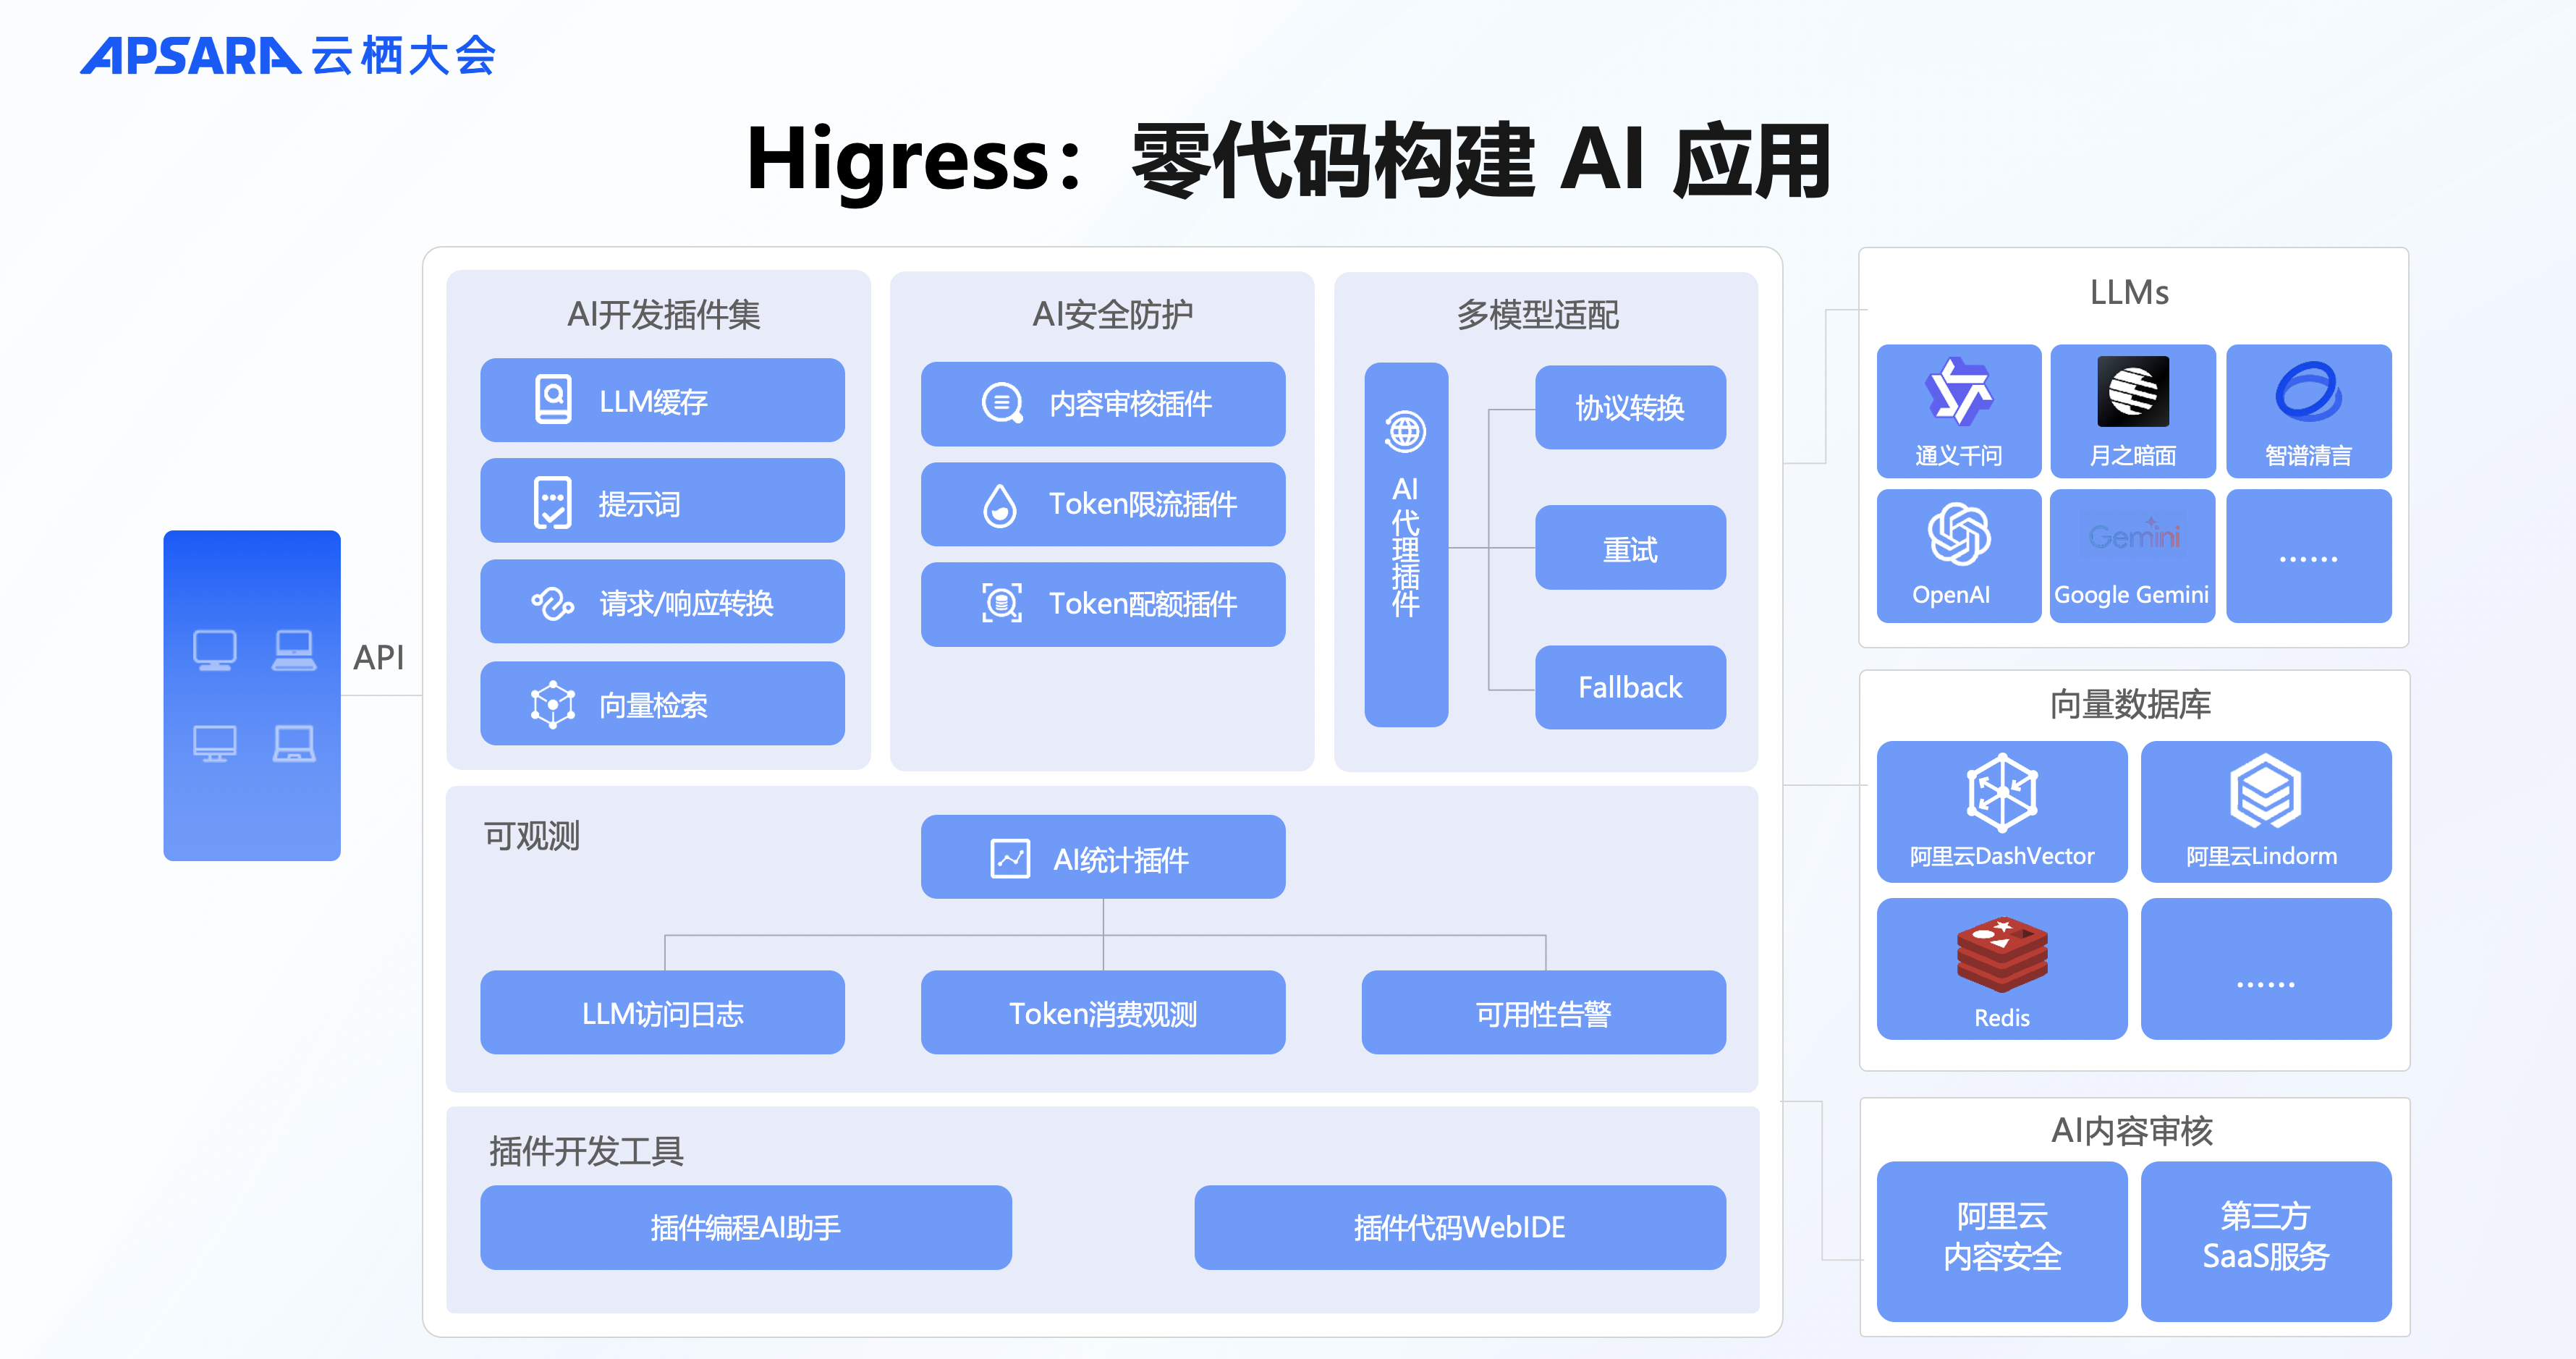 APSARA 云栖大会
Higress：零代码构建 AI 应用
API
AI开发插件集
LLM缓存
提示词
请求/响应转换
向量检索
AI安全防护
内容审核插件
Token限流插件
Token配额插件
多模型适配
AI代理插件
协议转换
重试
Fallback
可观测
AI统计插件
LLM访问日志
Token消费观测
可用性告警
插件开发工具
插件编程AI助手
插件代码WebIDE
LLMs
通义千问
月之暗面
智谱清言
OpenAI
Gemini
Google Gemini
……
向量数据库
阿里云DashVector
阿里云Lindorm
Redis
……
AI内容审核
阿里云
内容安全
第三方
SaaS服务